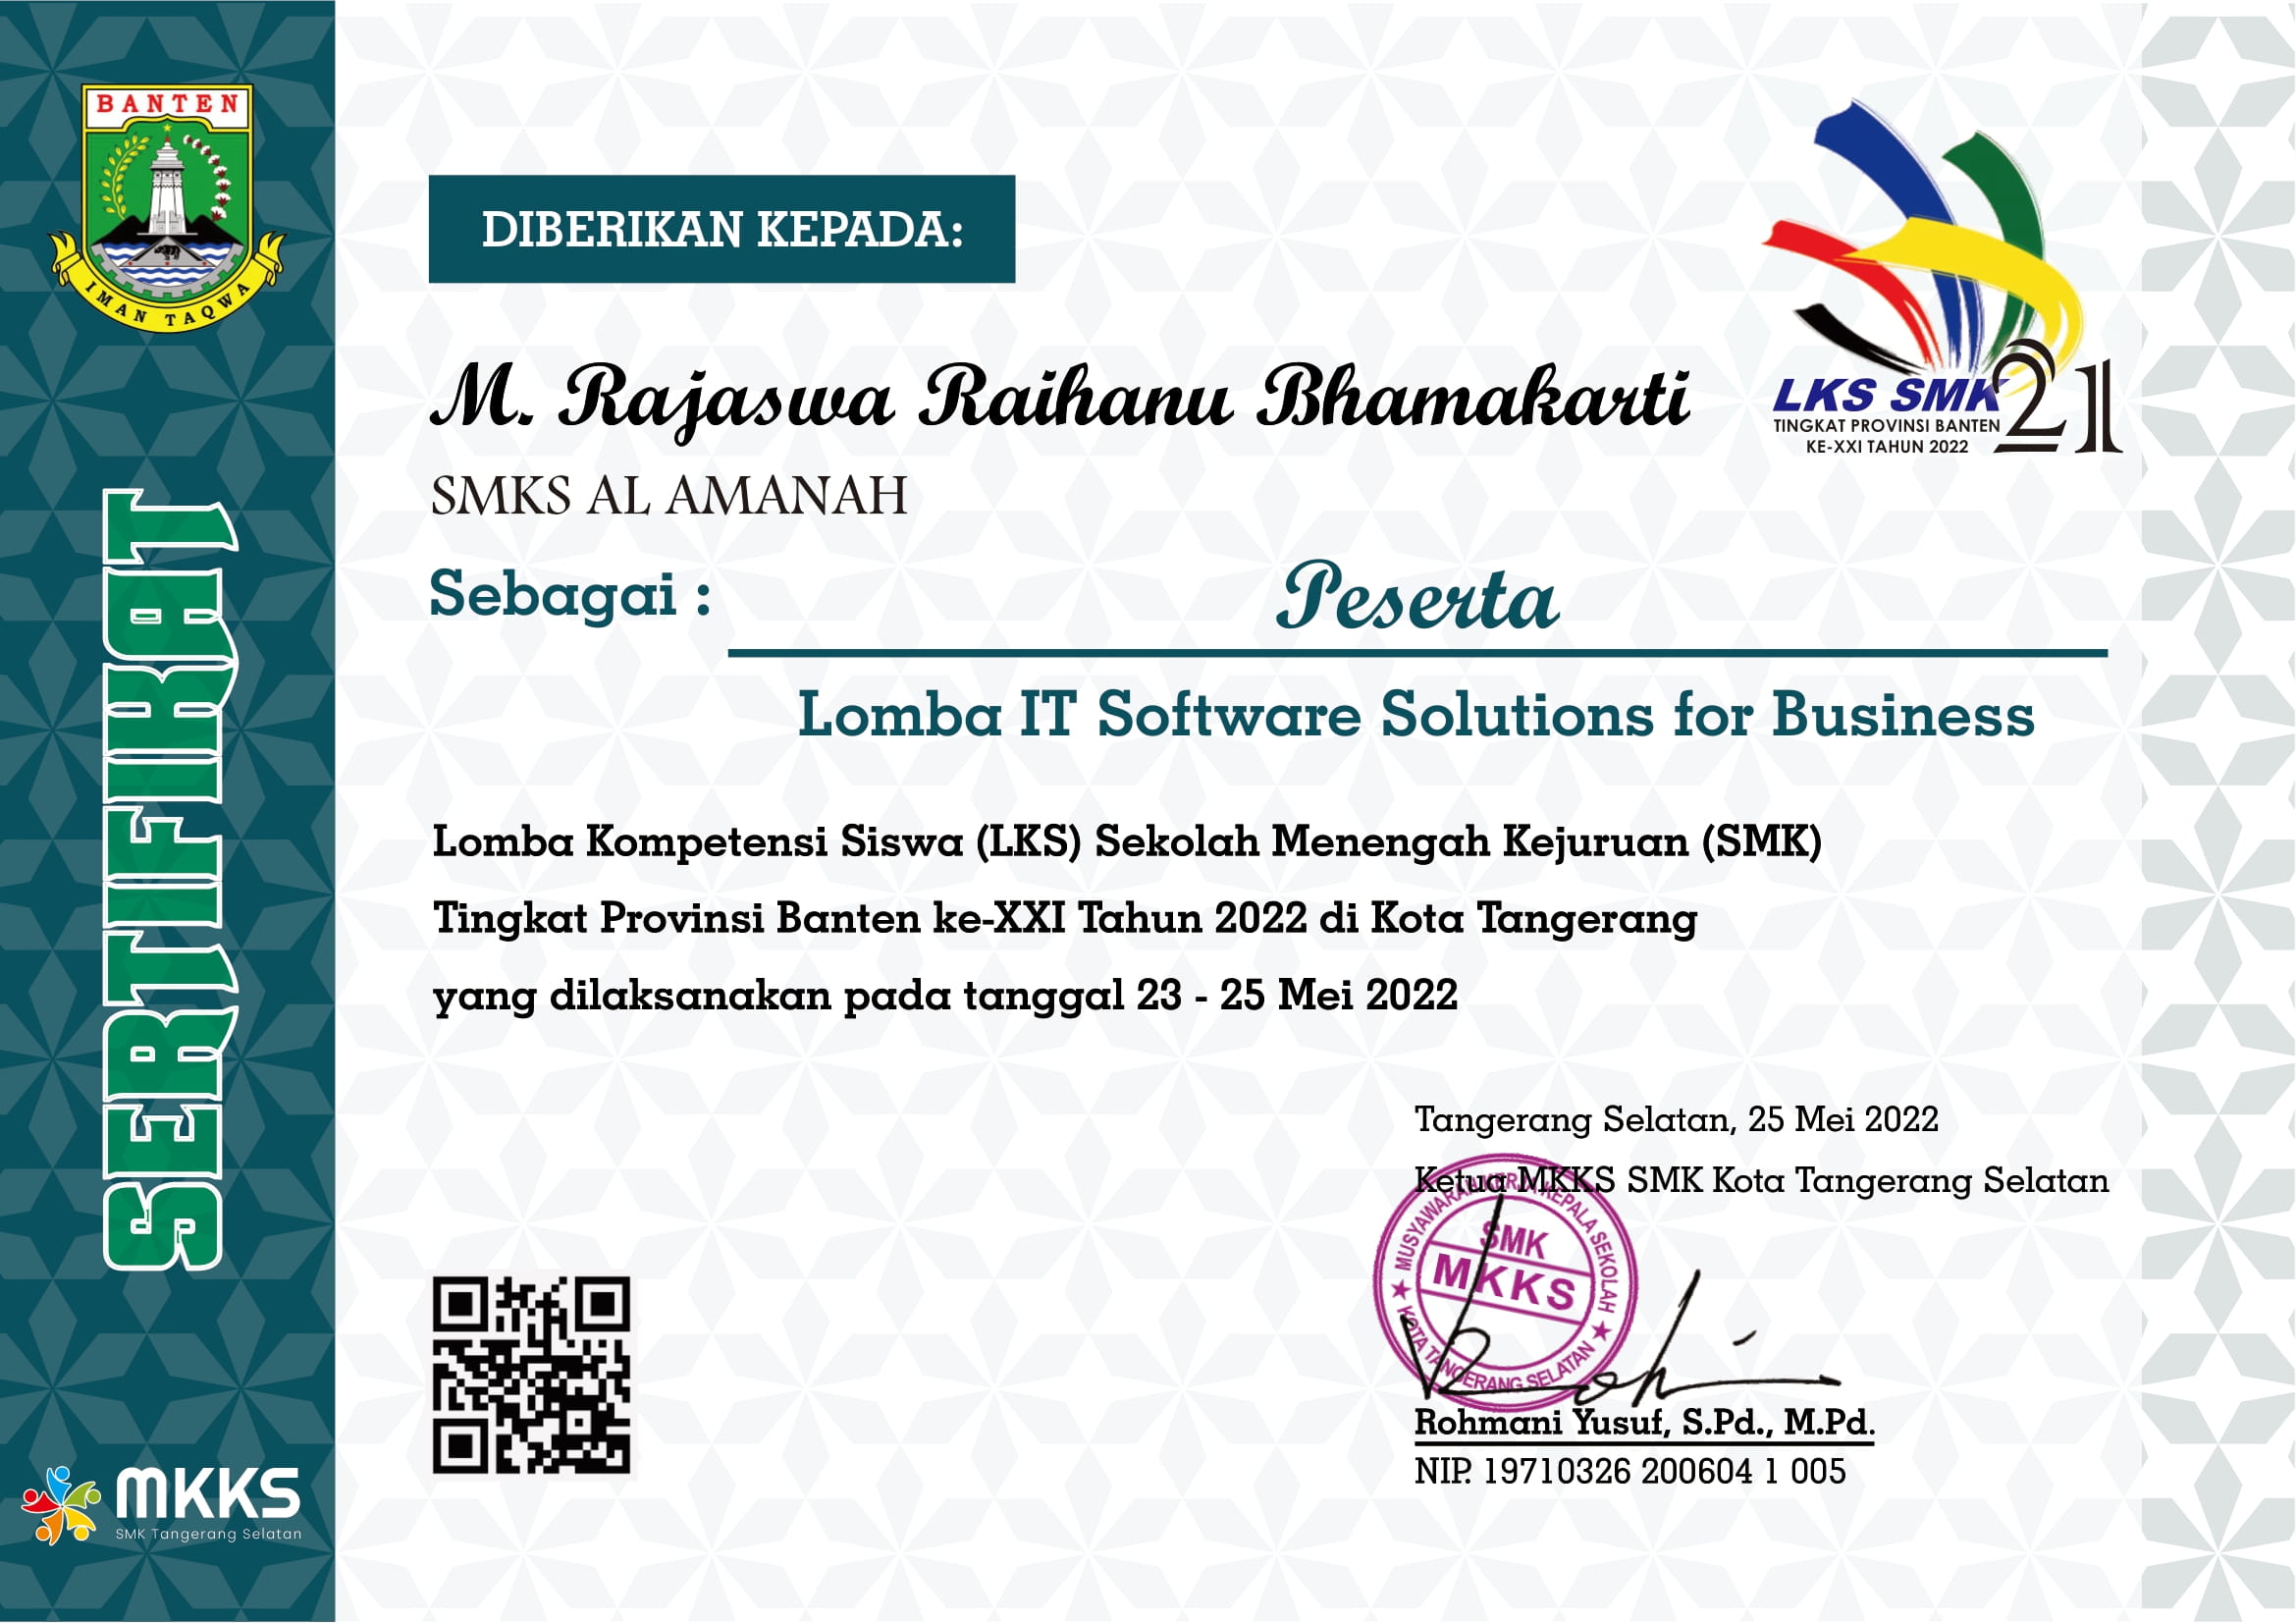 BANTEN
IMAN TAQWA
SERTIFIKAT
DIBERIKAN KEPADA:
M. Rajaswa Raihanu Bhamakarti
SMKS AL AMANAH
LKS SMK 21
TINGKAT PROVINSI BANTEN
KE-XXI TAHUN 2022
Sebagai : Peserta
Lomba IT Software Solutions for Business
Lomba Kompetensi Siswa (LKS) Sekolah Menengah Kejuruan (SMK)
Tingkat Provinsi Banten ke-XXI Tahun 2022 di Kota Tangerang
yang dilaksanakan pada tanggal 23 - 25 Mei 2022
Tangerang Selatan, 25 Mei 2022
Ketua MKKS SMK Kota Tangerang Selatan
MUSYAWARAH KERJA KEPALA SEKOLAH
SMK
MKKS
KOTA TANGERANG SELATAN
Rohmani Yusuf, S.Pd., M.Pd.
NIP. 19710326 200604 1 005
MKKS
SMK Tangerang Selatan